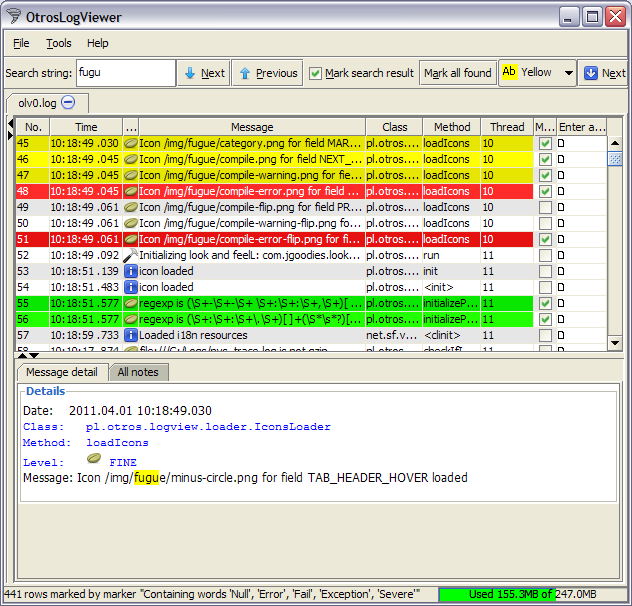 OtrosLogViewer
File Tools Help
Search string: fugu Next Previous Mark search result Mark all found Ab Yellow Next
olv0.log
No. Time ... Message Class Method Thread M... Enter a...
45 10:18:49 .030 Icon /img/fugue/category.png for field MAR... pl.otros.... loadIcons 10 D
46 10:18:49 .045 Icon /img/fugue/compile.png for field NEXT_... pl.otros.... loadIcons 10 D
47 10:18:49 .045 Icon /img/fugue/compile-warning.png for fie... pl.otros.... loadIcons 10 D
48 10:18:49 .045 Icon /img/fugue/compile-error.png for field ... pl.otros.... loadIcons 10 D
49 10:18:49 .061 Icon /img/fugue/compile-flip.png for field PR... pl.otros.... loadIcons 10 D
50 10:18:49 .061 Icon /img/fugue/compile-warning-flip.png fo... pl.otros.... loadIcons 10 D
51 10:18:49 .061 Icon /img/fugue/compile-error-flip.png for fi... pl.otros.... loadIcons 10 D
52 10:18:49 .092 Initializing look and feelL: com.jgoodies.look... pl.otros.... run 11 D
53 10:18:51 .139 icon loaded pl.otros.... init 11 D
54 10:18:51 .483 icon loaded pl.otros.... <init> 11 D
55 10:18:51 .577 regexp is (\S+-\S+-\S+ \S+:\S+:\S+,\S+)[ ... pl.otros.... initializeP... 11 D
56 10:18:51 .577 regexp is (\S+:\S+:\S+\.\S+)[ ]+(\S*\s*?)[... pl.otros.... initializeP... 11 D
57 10:18:59 .733 Loaded i18n resources net.sf.v... <clinit> 11 D
Message detail All notes
Details
Date: 2011.04.01 10:18:49.030
Class: pl.otros.logview.loader.IconsLoader
Method: loadIcons
Level: FINE
Message: Icon /img/fugue/minus-circle.png for field TAB_HEADER_HOVER loaded
441 rows marked by marker "Containing words 'Null', 'Error', 'Fail', 'Exception', 'Severe'" Used 155.3MB of 247.0MB